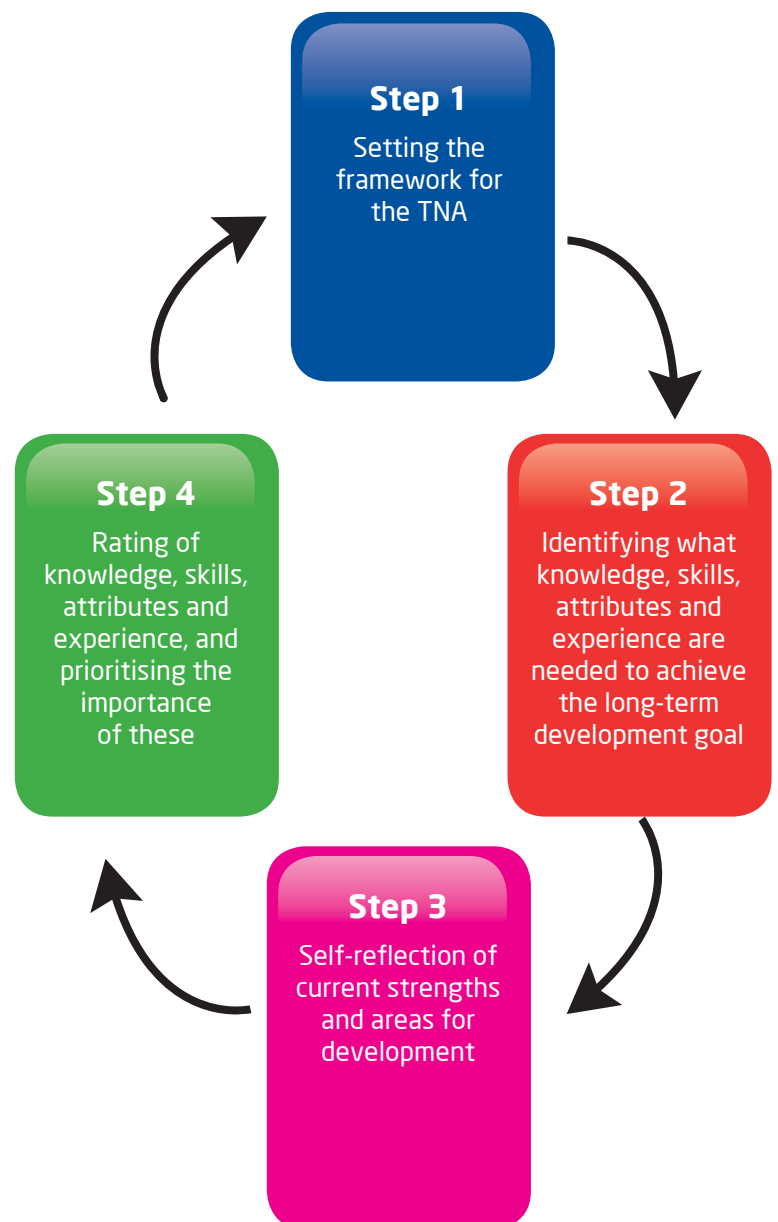 Step 1
Setting the
framework for
the TNA
Step 2
Identifying what
knowledge, skills,
attributes and
experience are
needed to achieve
the long-term
development goal
Step 3
Self-reflection of
current strengths
and areas for
development
Step 4
Rating of
knowledge, skills,
attributes and
experience, and
prioritising the
importance
of these